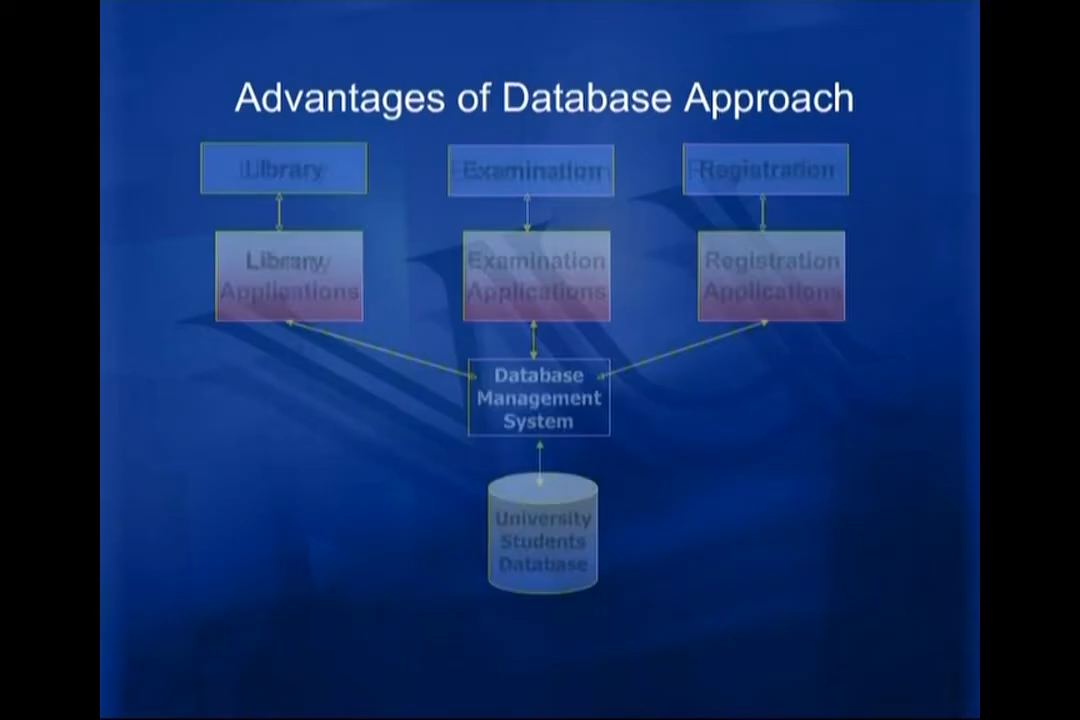 Advantages of Database Approach
Library
Examination
Registration
Library
Applications
Examination
Applications
Registration
Applications
Database
Management
System
University
Students
Database